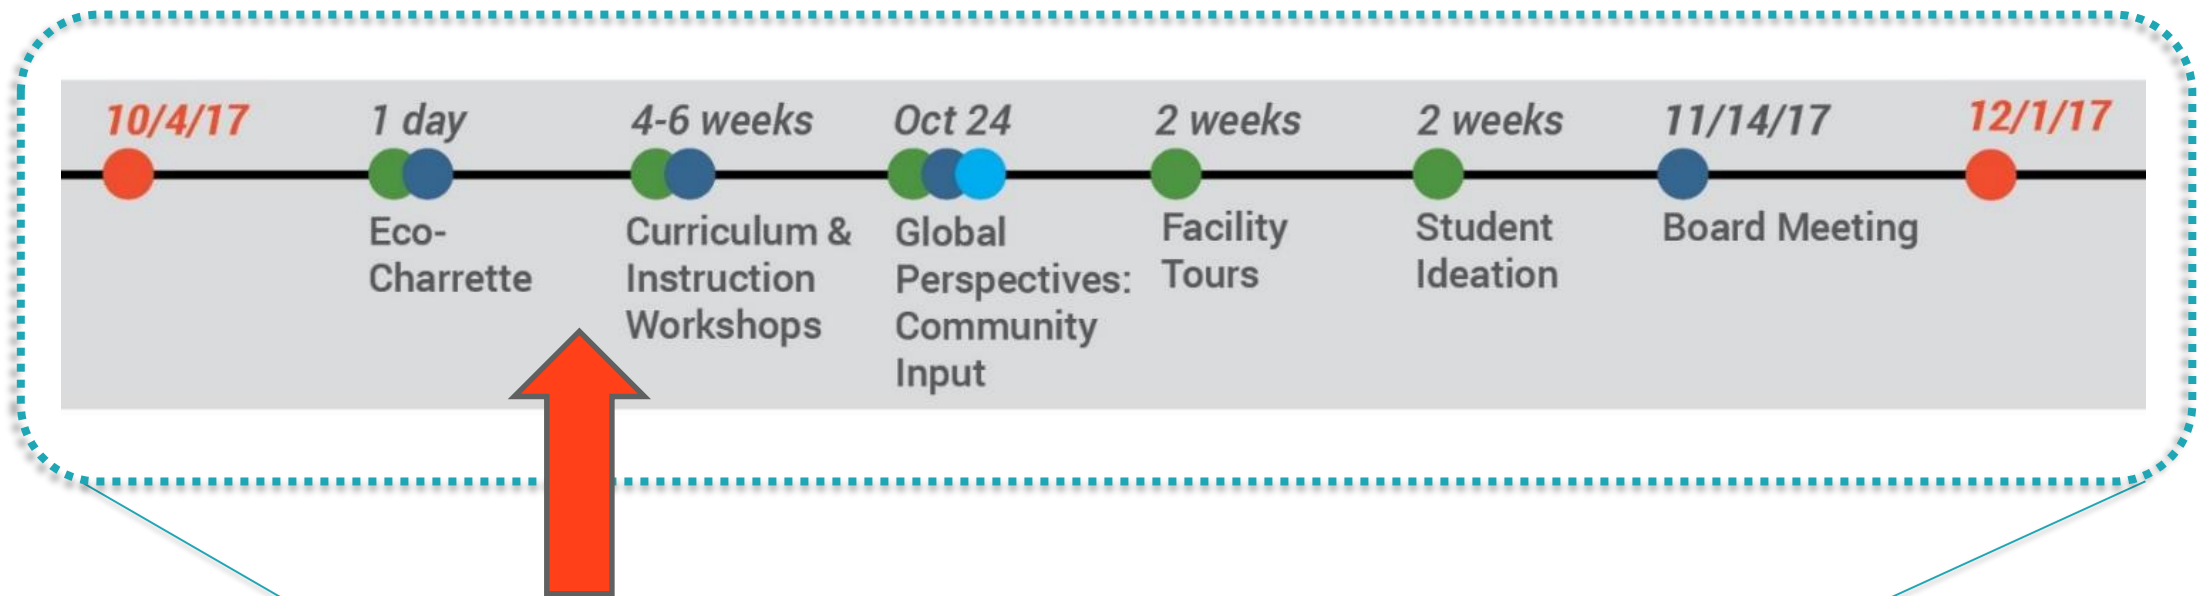 10/4/17
1 day
4-6 weeks
Oct 24
2 weeks
2 weeks
11/14/17
12/1/17
Eco-
Charrette
Curriculum &
Instruction
Workshops
Global
Perspectives:
Community
Input
Facility
Tours
Student
Ideation
Board Meeting